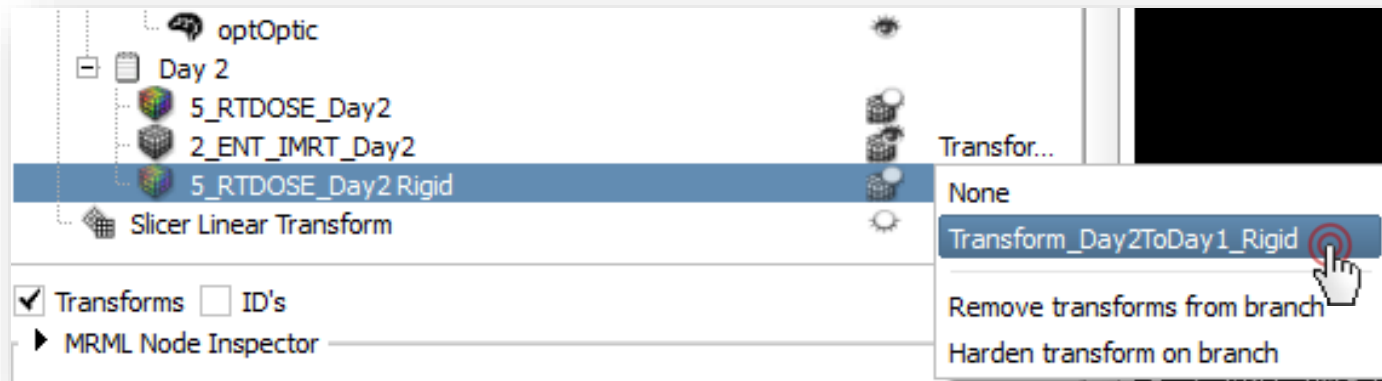 optOptic
Day 2
5_RTDOSE_Day2
2_ENT_IMRT_Day2 Transfor...
5_RTDOSE_Day2 Rigid
Slicer Linear Transform
None
Transform_Day2ToDay1_Rigid
Remove transforms from branch
Harden transform on branch
Transforms ID's
MRML Node Inspector